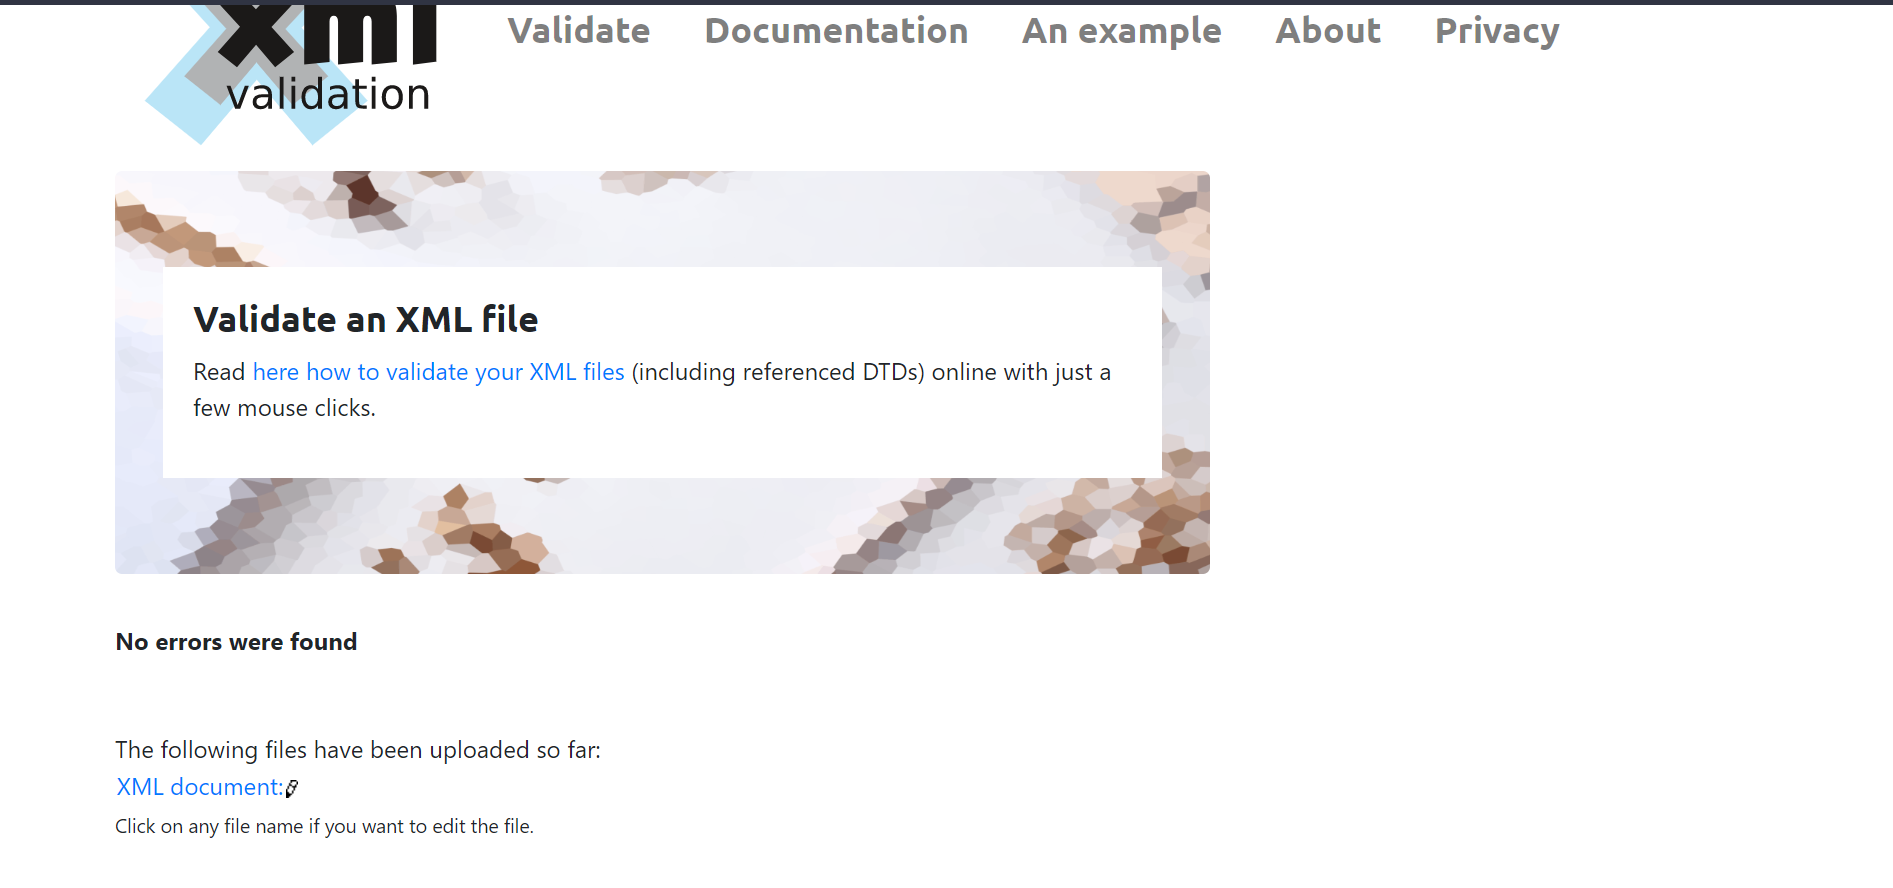 xml
validation
Validate
Documentation
An example
About
Privacy
Validate an XML file
Read here how to validate your XML files (including referenced DTDs) online with just a
few mouse clicks.
No errors were found
The following files have been uploaded so far:
XML document:
Click on any file name if you want to edit the file.